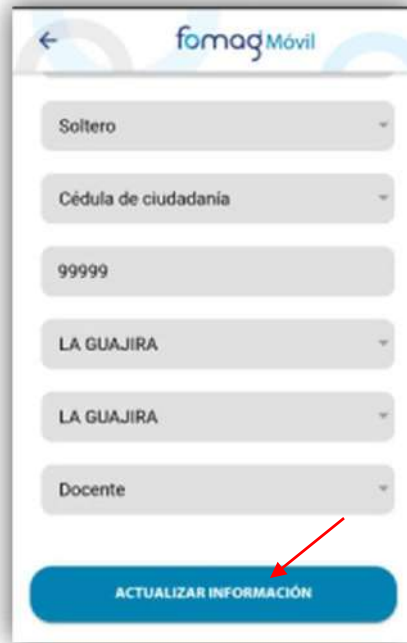 fomag Móvil
Soltero
Cédula de ciudadanía
99999
LA GUAJIRA
LA GUAJIRA
Docente
ACTUALIZAR INFORMACIÓN